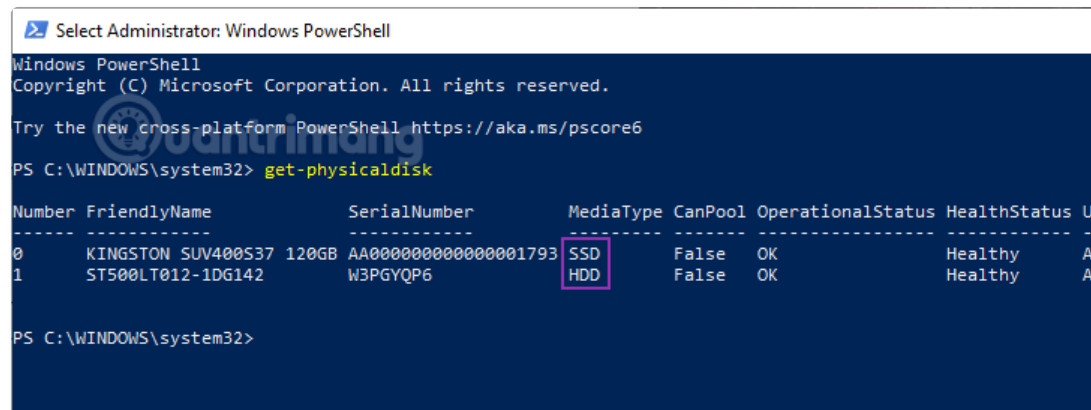 Select Administrator: Windows PowerShell
Windows PowerShell
Copyright (C) Microsoft Corporation. All rights reserved.
Quantrimang
Try the new cross-platform PowerShell https://aka.ms/pscore6
PS C:\WINDOWS\system32> get-physicaldisk
Number FriendlyName SerialNumber MediaType CanPool OperationalStatus HealthStatus U
------ ------------ ------------ --------- ------- ----------------- ------------ -
0 KINGSTON SUV400S37 120GB AA000000000000001793 SSD False OK Healthy A
1 ST500LT012-1DG142 W3PGYQP6 HDD False OK Healthy A
PS C:\WINDOWS\system32>